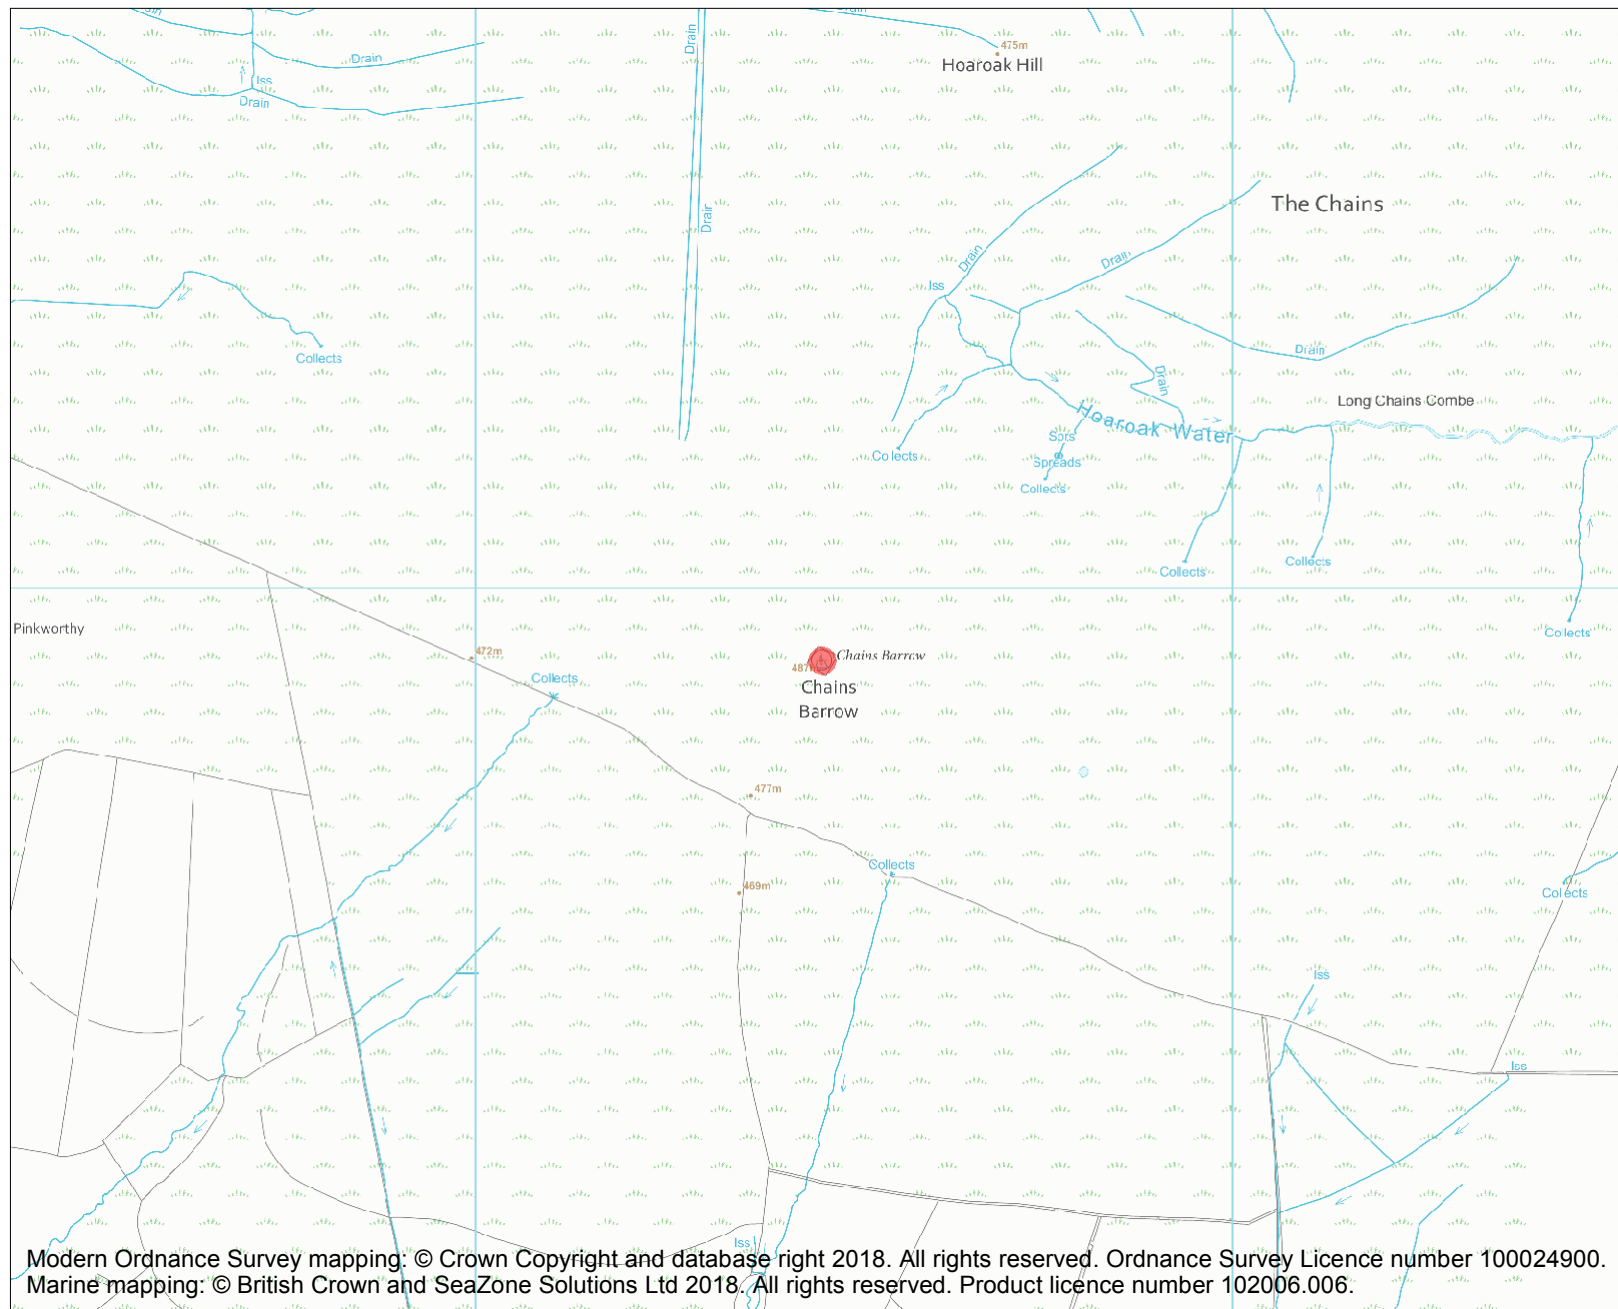 Drain
Drain
475m
Hoaroak Hill
Drain
Drain
Iss
Drain
The Chains
Drain
Drain
Drain
Iss
Drain
Collects
Drain
Long Chains Combe
Hoaroak Water
Collects
Sprs
Spreads
Collects
Collects
Collects
Pinkworthy
Collects
472m
Chains Barrow
487m
Collects
Chains
Barrow
477m
Collects
469m
Collects
Iss
Iss
Iss
Modern Ordnance Survey mapping: © Crown Copyright and database right 2018. All rights reserved. Ordnance Survey Licence number 100024900.
Marine mapping: © British Crown and SeaZone Solutions Ltd 2018. All rights reserved. Product licence number 102006.006.